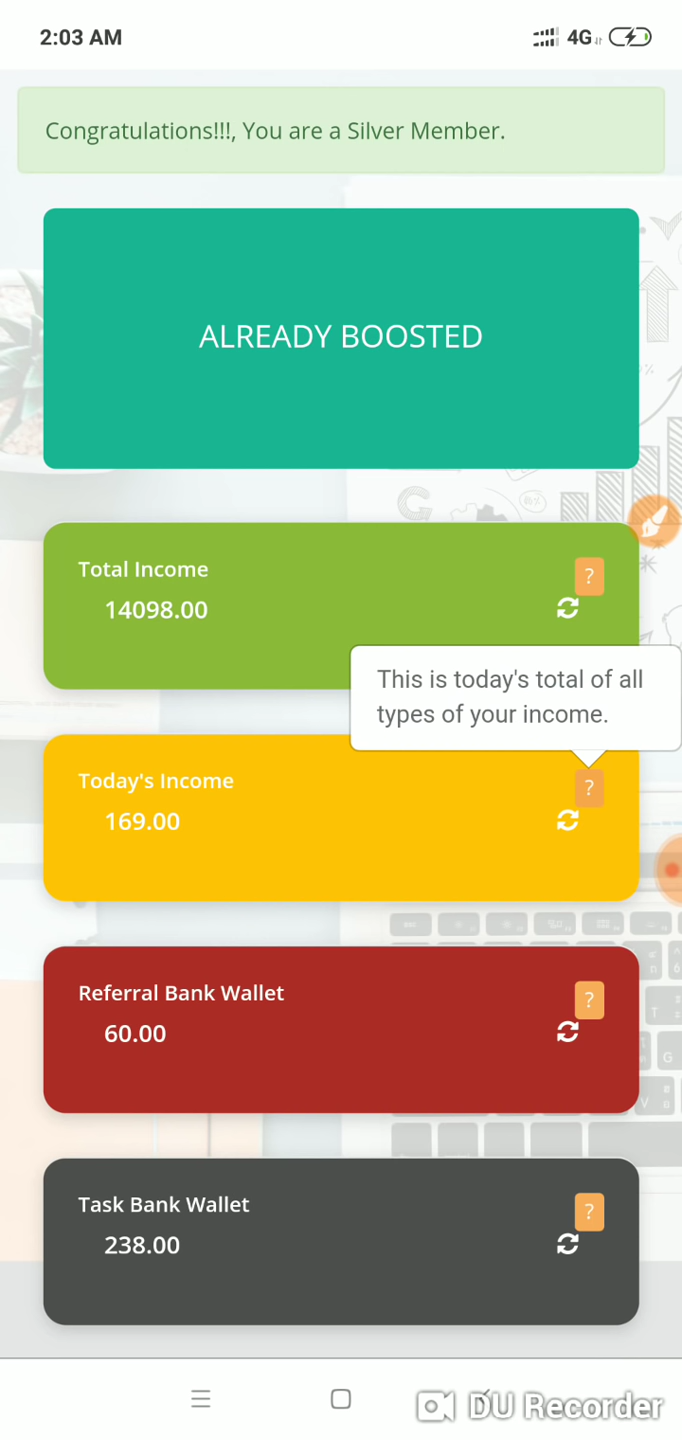 2:03 AM
4G
Congratulations!!!, You are a Silver Member.
ALREADY BOOSTED
Total Income
?
14098.00
This is today's total of all
types of your income.
Today's Income
?
169.00
Referral Bank Wallet
?
60.00
Task Bank Wallet
?
238.00
DU Recorder